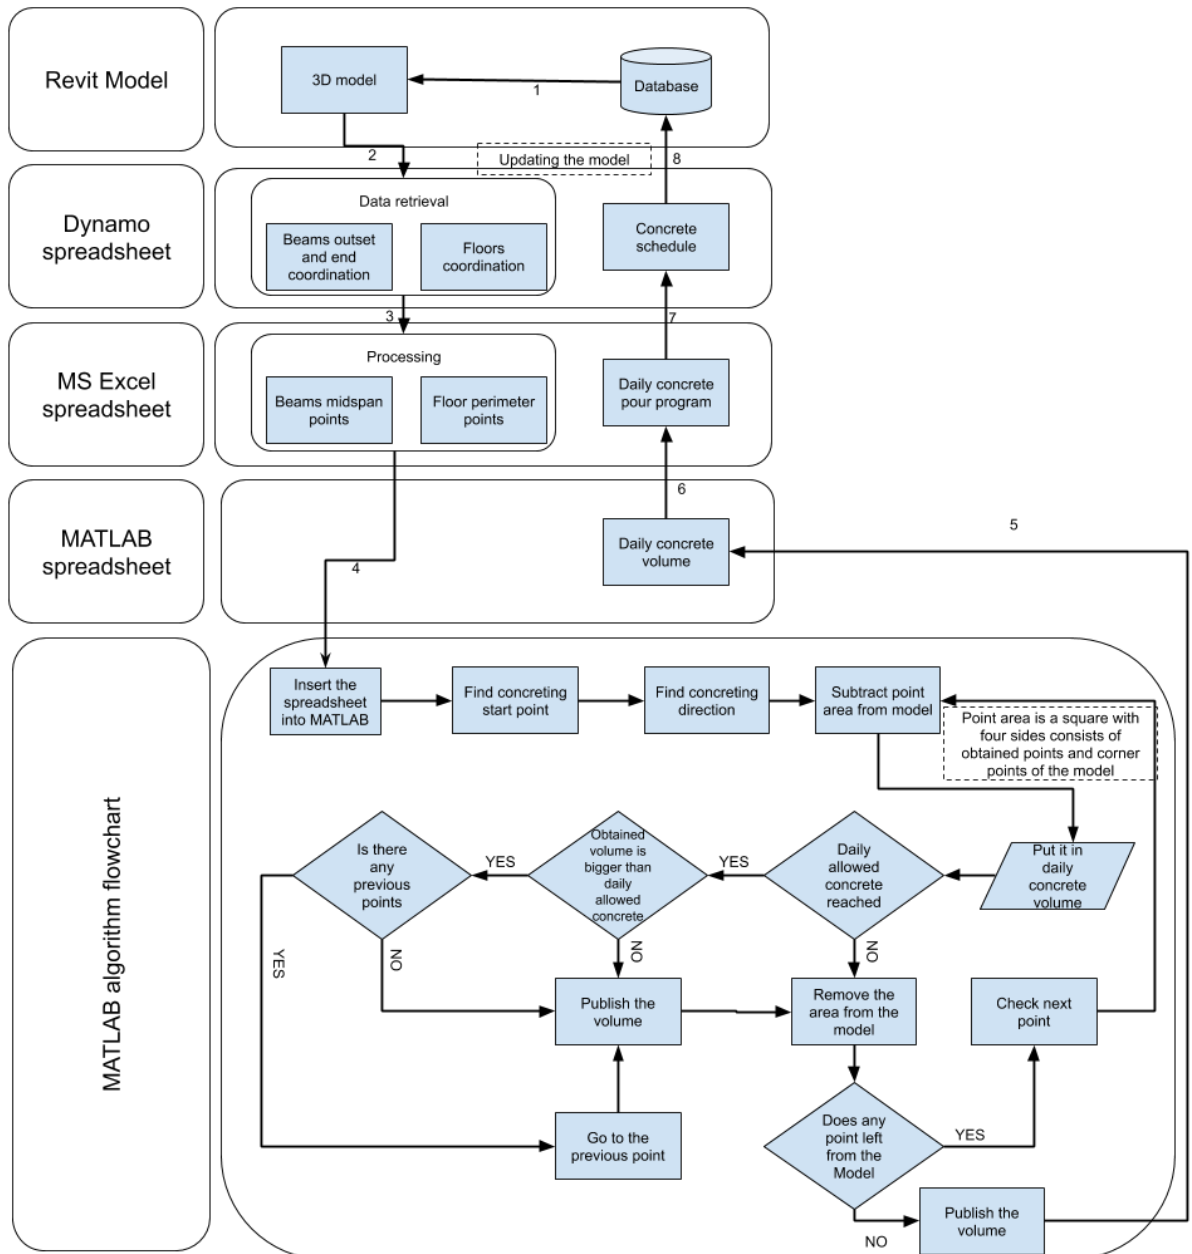 Revit Model
3D model
Database
1
2
Updating the model
8
Dynamo
spreadsheet
Data retrieval
Beams outset
and end
coordination
Floors
coordination
Concrete
schedule
3
7
MS Excel
spreadsheet
Processing
Beams midspan
points
Floor perimeter
points
Daily concrete
pour program
6
MATLAB
spreadsheet
Daily concrete
volume
5
4
MATLAB algorithm flowchart
Insert the
spreadsheet
into MATLAB
Find concreting
start point
Find concreting
direction
Subtract point
area from model
Point area is a square with
four sides consists of
obtained points and corner
points of the model
Is there
any
previous
points
YES
Obtained
volume is
bigger than
daily
allowed
concrete
YES
Daily
allowed
concrete
reached
Put it in
daily
concrete
volume
YES
NO
NO
NO
Publish the
volume
Remove the
area from the
model
Check next
point
Go to the
previous point
Does any
point left
from the
Model
YES
NO
Publish the
volume